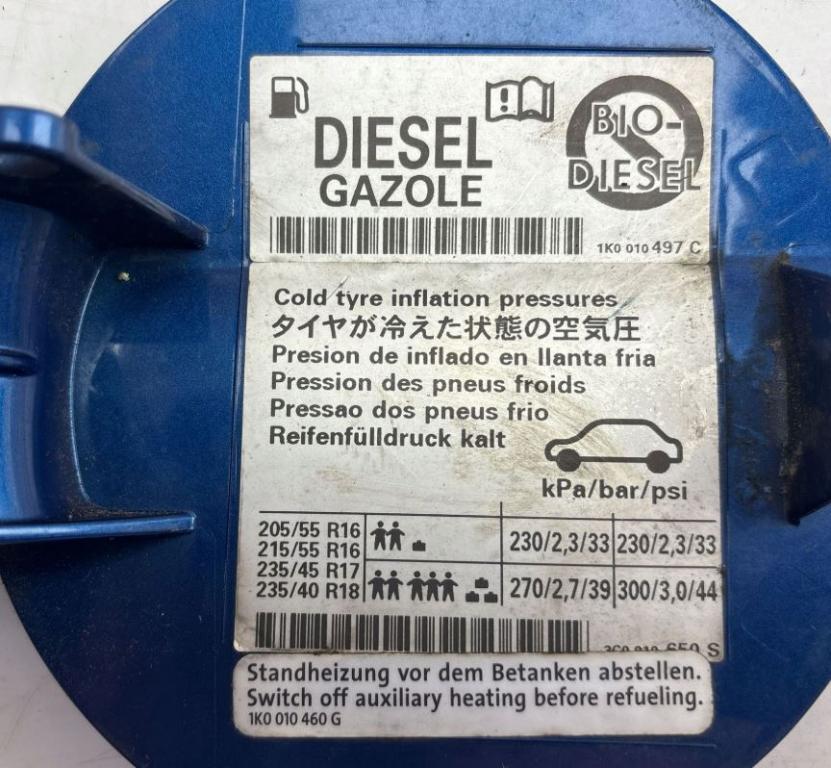 DIESEL
GAZOLE
BIO-
DIESEL
1K0 010 497 C
Cold tyre inflation pressures
タイヤが冷えた状態の空気圧
Presion de inflado en llanta fria
Pression des pneus froids
Pressao dos pneus frio
Reifenfülldruck kalt
kPa/bar/psi
205/55 R16
215/55 R16
230/2,3/33 230/2,3/33
235/45 R17
235/40 R18
270/2,7/39 300/3,0/44
3C0 010 650 S
Standheizung vor dem Betanken abstellen.
Switch off auxiliary heating before refueling.
1K0 010 460 G